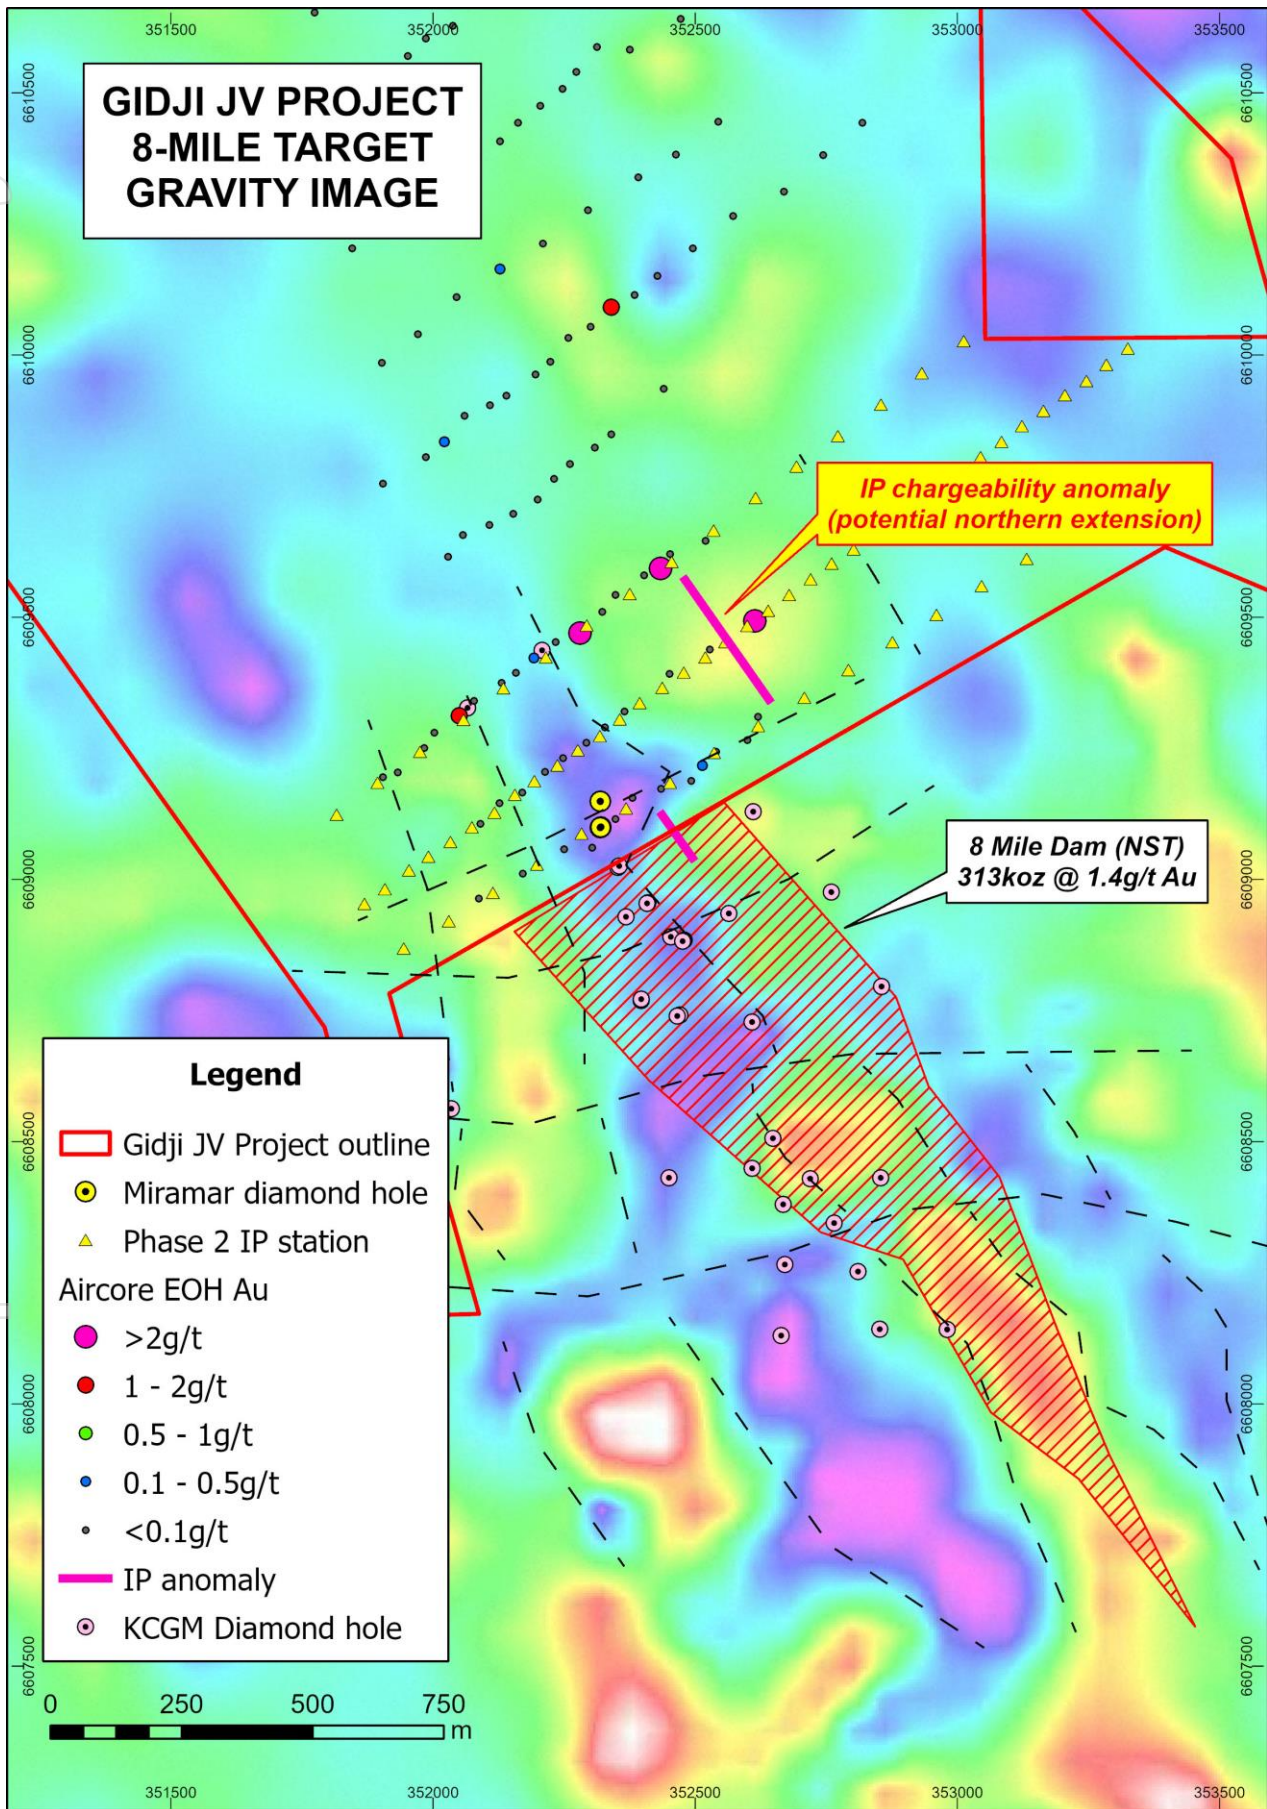 351500
352000
352500
353000
353500
6610500
6610500
GIDJI JV PROJECT
8-MILE TARGET
GRAVITY IMAGE
6610000
6610000
IP chargeability anomaly
(potential northern extension)
6609500
6609500
8 Mile Dam (NST)
313koz @ 1.4g/t Au
6609000
6609000
Legend
Gidji JV Project outline
Miramar diamond hole
Phase 2 IP station
Aircore EOH Au
>2g/t
1 - 2g/t
0.5 - 1g/t
0.1 - 0.5g/t
<0.1g/t
IP anomaly
KCGM Diamond hole
6608500
6608500
6608000
6608000
6607500
6607500
0 250 500 750
m
351500
352000
352500
353000
353500